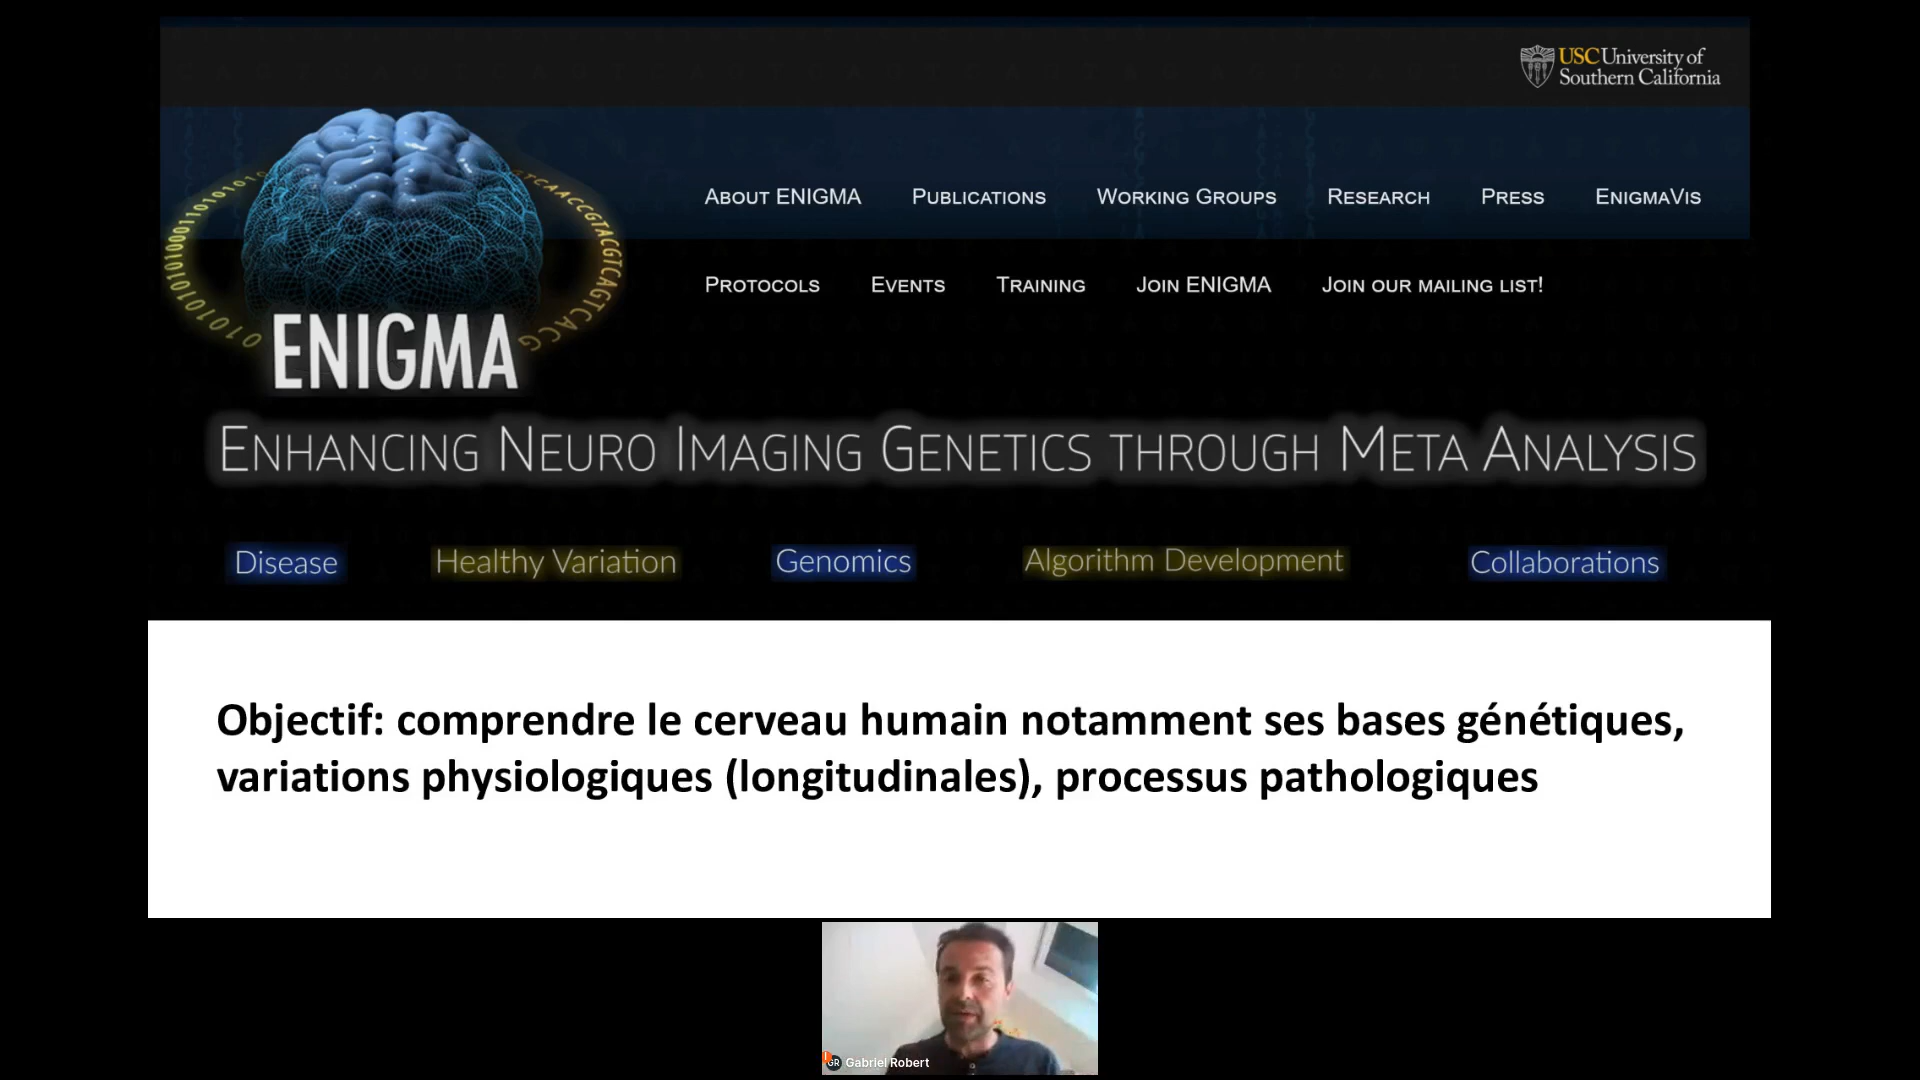 USC University of
Southern California
About ENIGMA Publications Working Groups Research Press EnigmaVis
Protocols Events Training Join ENIGMA Join our mailing list!
ENIGMA
Enhancing Neuro Imaging Genetics through Meta Analysis
Disease Healthy Variation Genomics Algorithm Development Collaborations
Objectif: comprendre le cerveau humain notamment ses bases génétiques,
variations physiologiques (longitudinales), processus pathologiques
GR Gabriel Robert